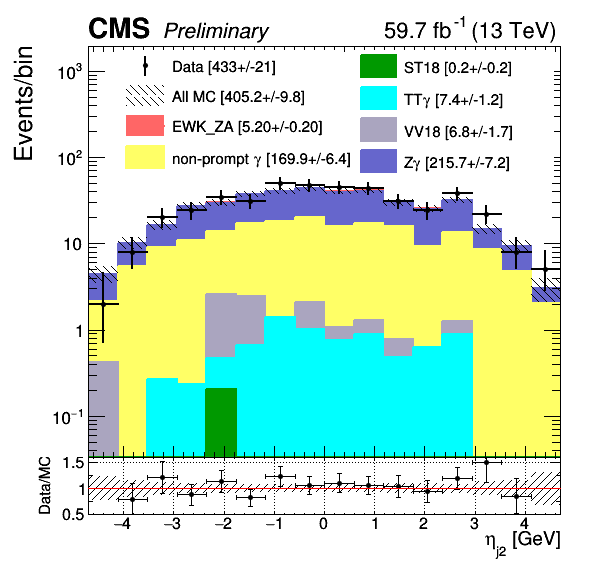 CMS Preliminary 59.7 fb⁻¹ (13 TeV)
Events/bin
Data [433+/-21]
All MC [405.2+/-9.8]
EWK_ZA [5.20+/-0.20]
non-prompt γ [169.9+/-6.4]
ST18 [0.2+/-0.2]
TTγ [7.4+/-1.2]
VV18 [6.8+/-1.7]
Zγ [215.7+/-7.2]
10³
10²
10
1
10⁻¹
Data/MC
1.5
1
0.5
−4 −3 −2 −1 0 1 2 3 4
η_j2 [GeV]